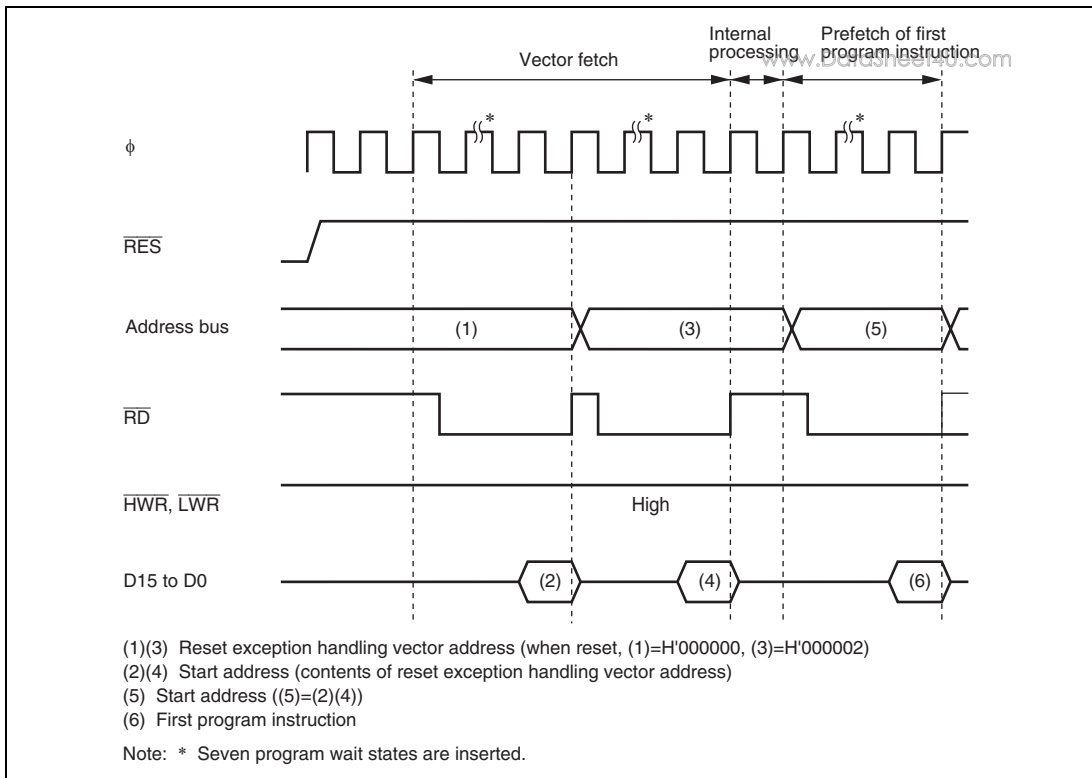 Internal
processing
Prefetch of first
program instruction
www.DataSheet4U.com
Vector fetch
*
*
*
ϕ
RES
Address bus
(1)
(3)
(5)
RD
HWR, LWR
High
D15 to D0
(2)
(4)
(6)
(1)(3) Reset exception handling vector address (when reset, (1)=H'000000, (3)=H'000002)
(2)(4) Start address (contents of reset exception handling vector address)
(5) Start address ((5)=(2)(4))
(6) First program instruction
Note: * Seven program wait states are inserted.